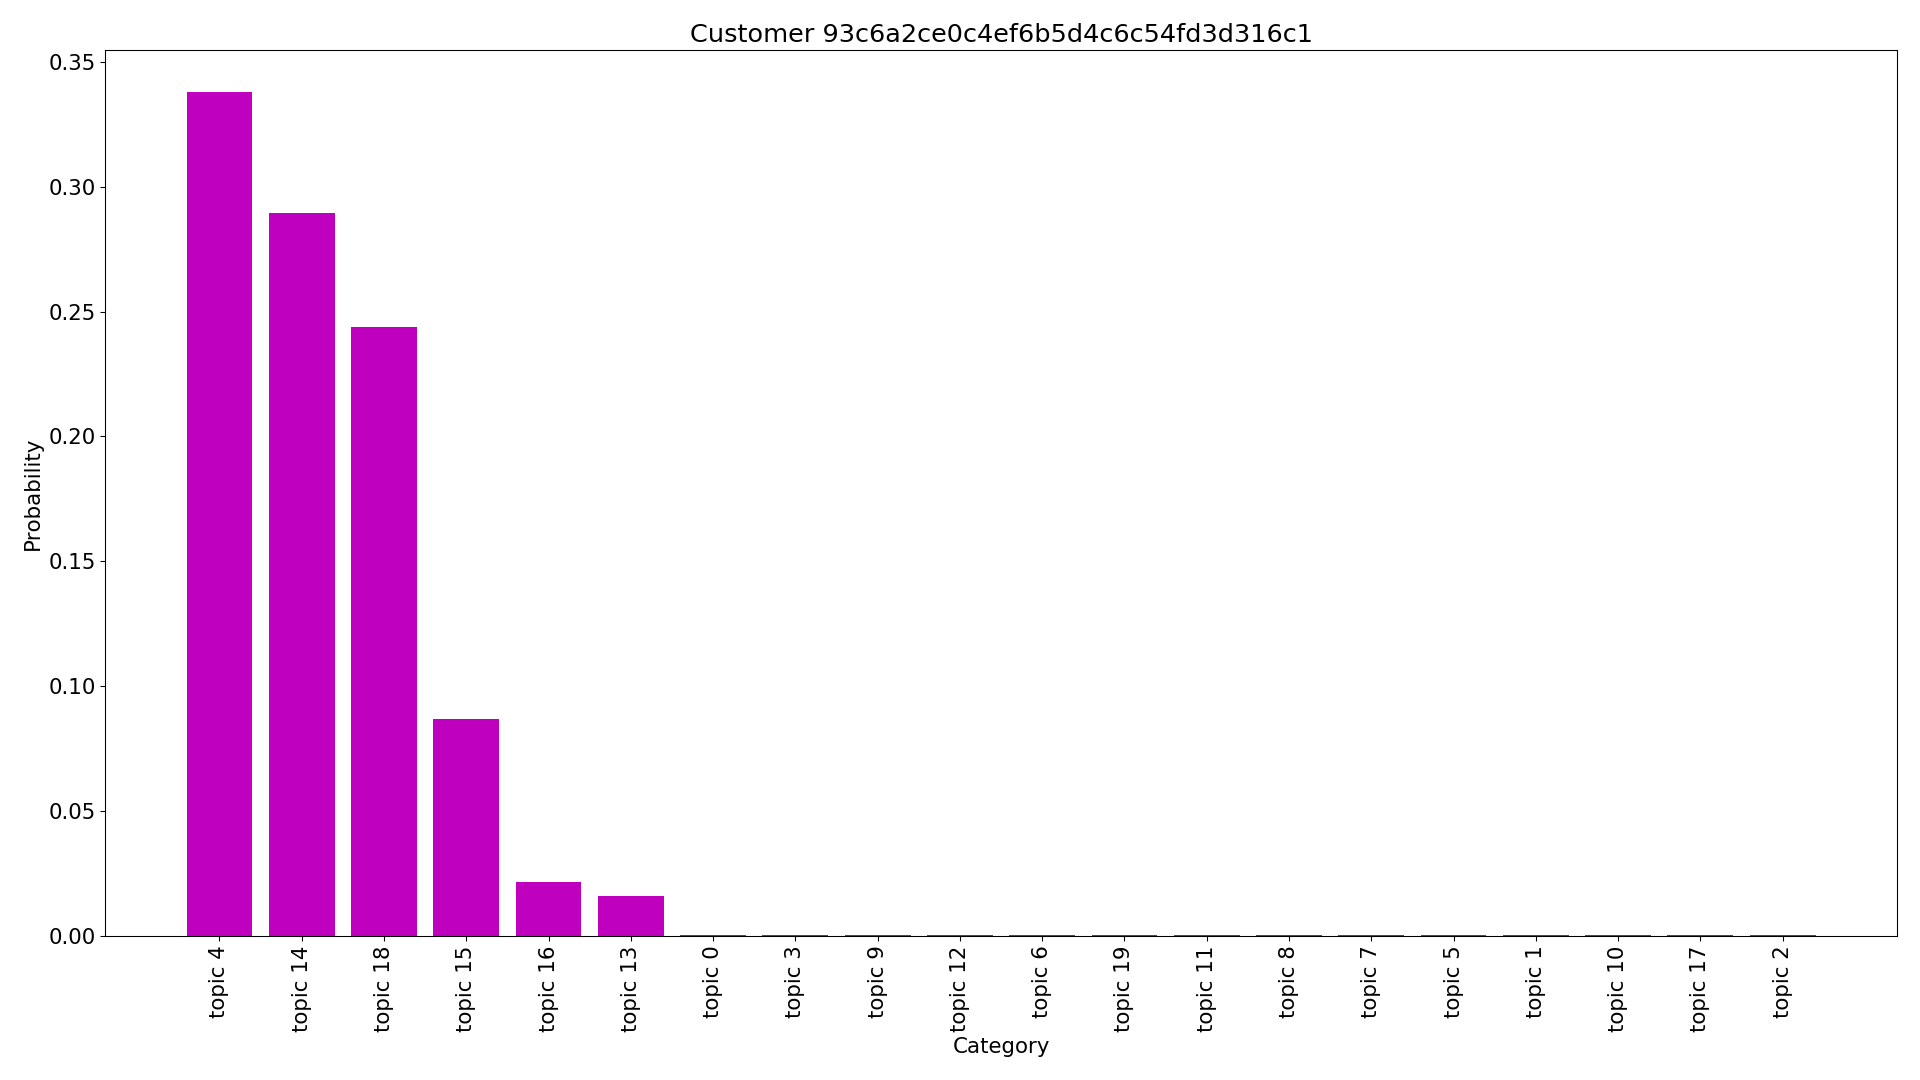 Customer 93c6a2ce0c4ef6b5d4c6c54fd3d316c1
0.35
0.30
0.25
0.20
0.15
0.10
0.05
0.00
Probability
topic 4
topic 14
topic 18
topic 15
topic 16
topic 13
topic 0
topic 3
topic 9
topic 12
topic 6
topic 19
topic 11
topic 8
topic 7
topic 5
topic 1
topic 10
topic 17
topic 2
Category